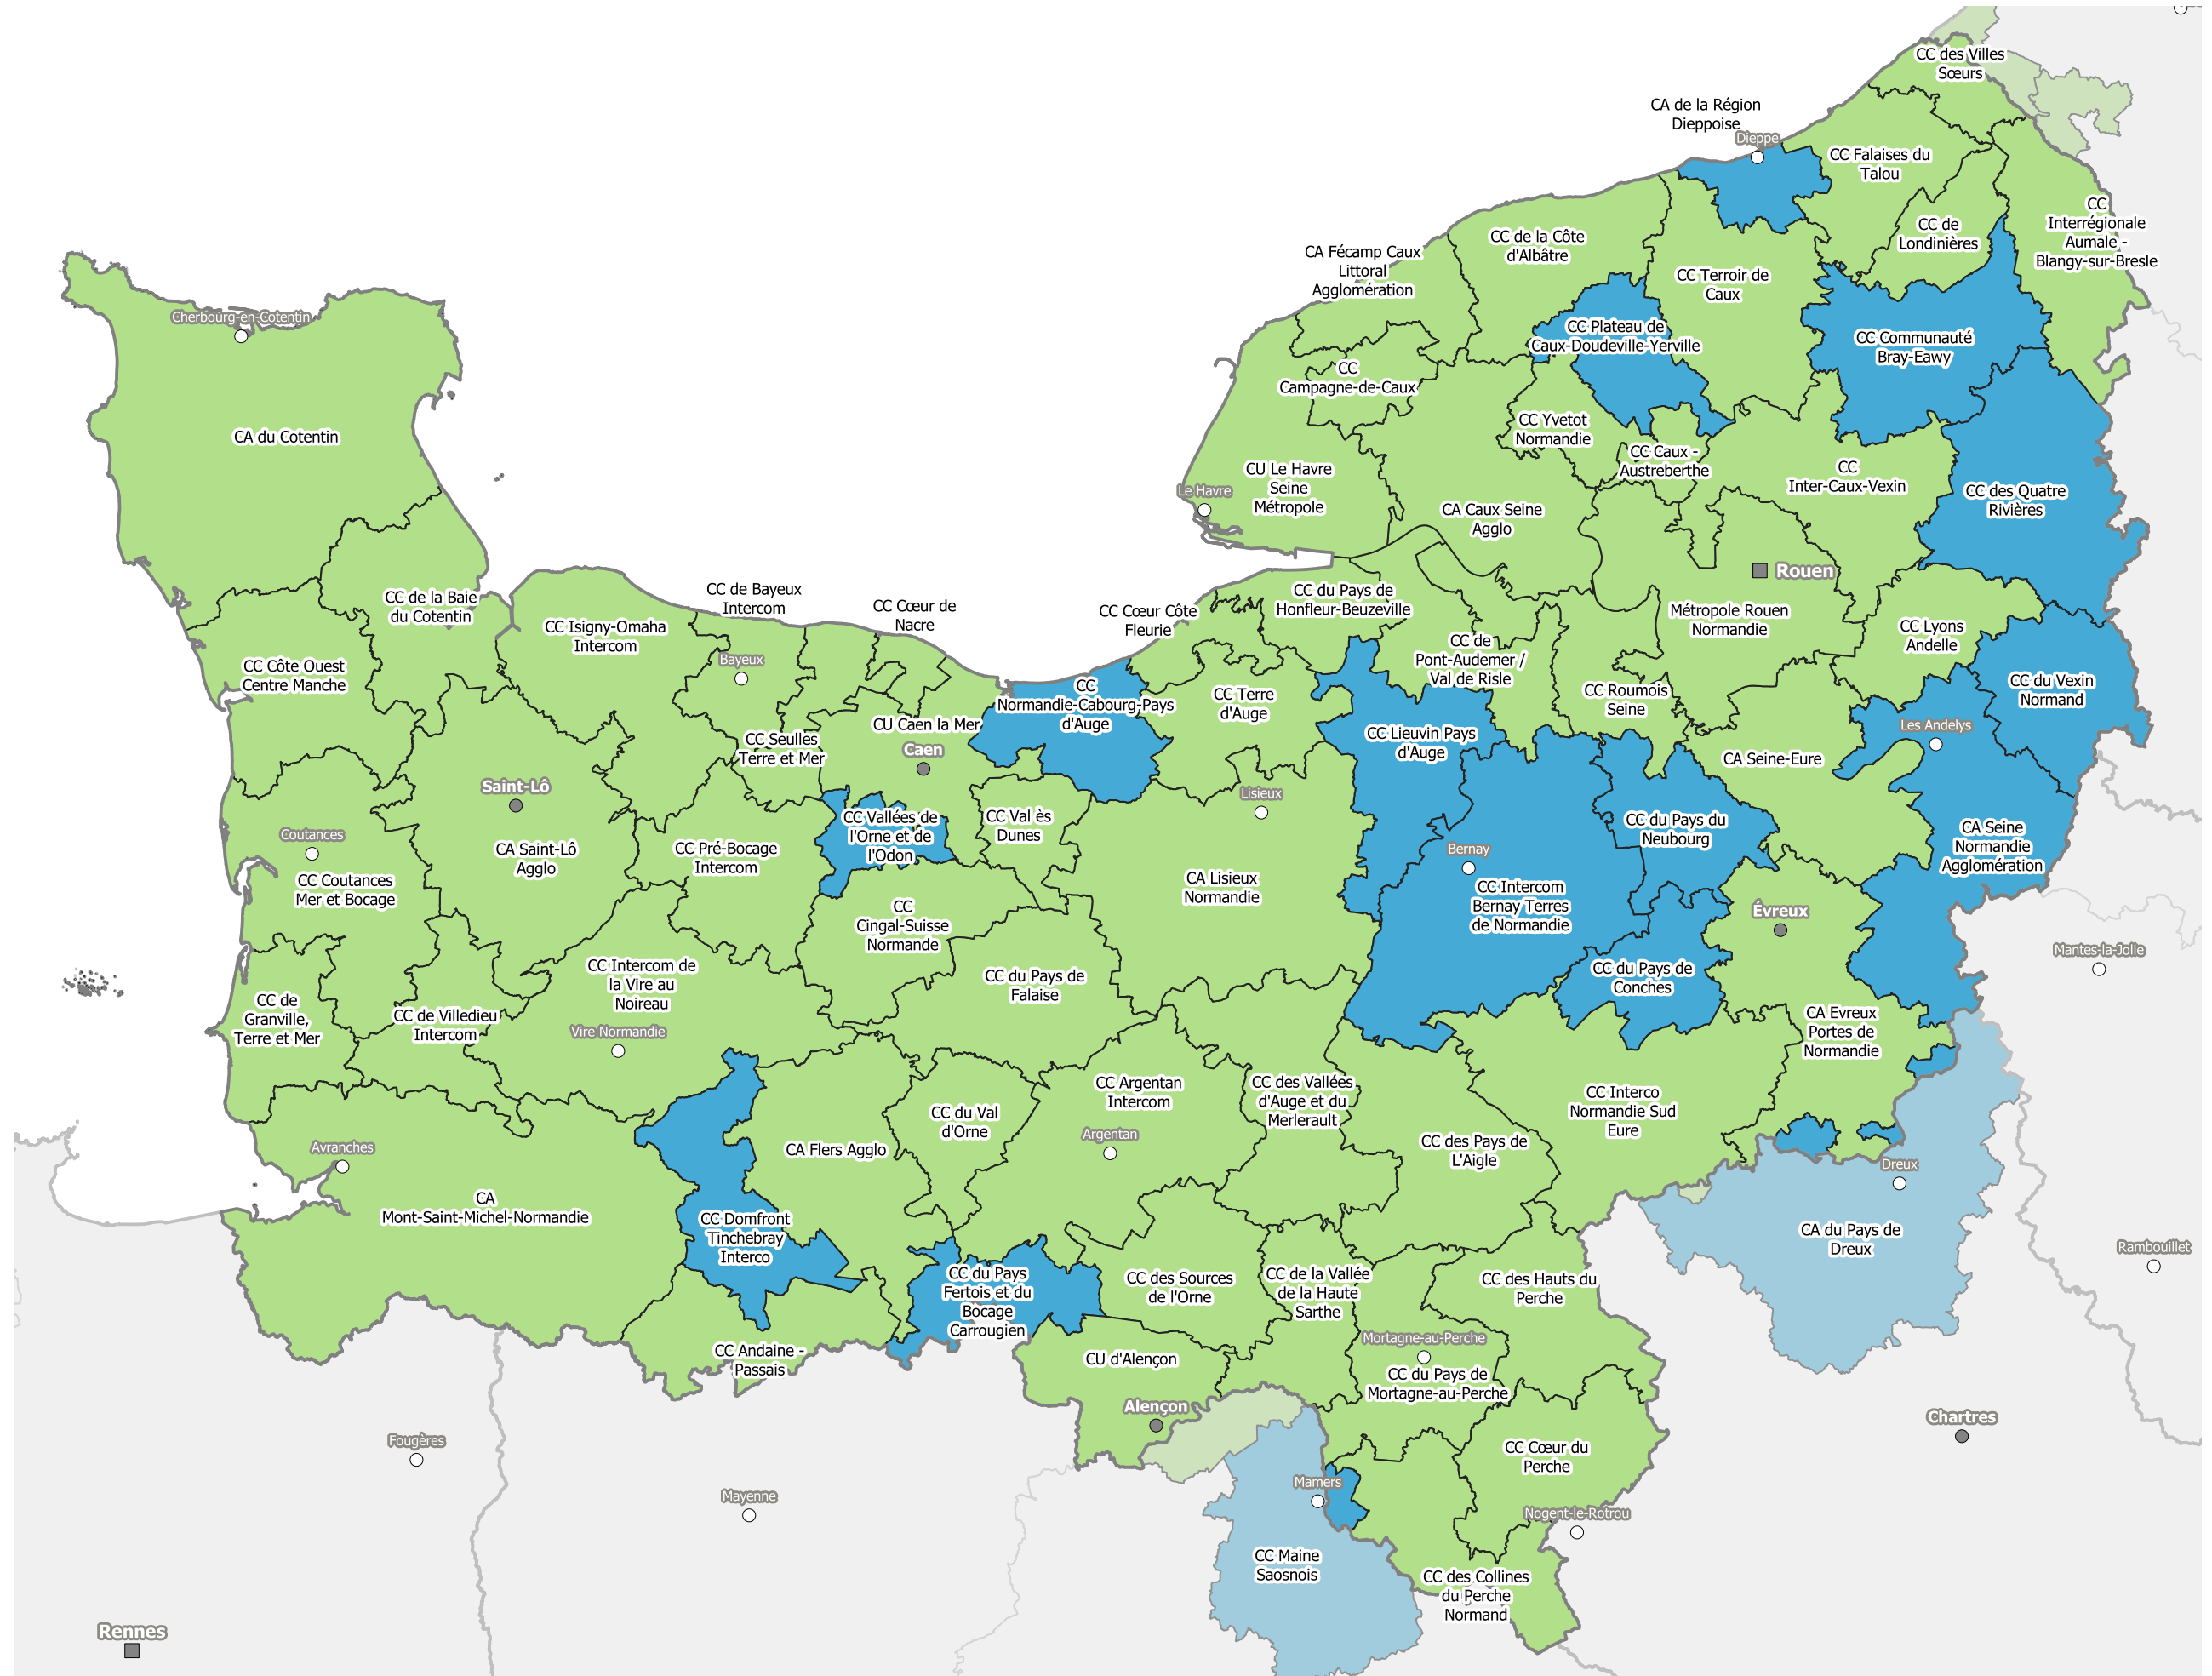 CC des Villes
Sœurs
CA de la Région
Dieppoise
Dieppe
CC Falaises du
Talou
CC de
Londinières
CC
Interrégionale
Aumale -
Blangy-sur-Bresle
CC de la Côte
d'Albâtre
CA Fécamp Caux
Littoral
Agglomération
CC Terroir de
Caux
Cherbourg-en-Cotentin
CC Plateau de
Caux-Doudeville-Yerville
CC Communauté
Bray-Eawy
CC
Campagne-de-Caux
CA du Cotentin
CC Yvetot
Normandie
CC Caux -
Austreberthe
CC
Inter-Caux-Vexin
CU Le Havre
Seine
Métropole
Le Havre
CC des Quatre
Rivières
CA Caux Seine
Agglo
Rouen
CC de la Baie
du Cotentin
CC de Bayeux
Intercom
CC Cœur de
Nacre
CC Cœur Côte
Fleurie
CC du Pays de
Honfleur-Beuzeville
Métropole Rouen
Normandie
CC Isigny-Omaha
Intercom
CC Lyons
Andelle
CC Côte Ouest
Centre Manche
Bayeux
CC de
Pont-Audemer /
Val de Risle
CC
Normandie-Cabourg-Pays
d'Auge
CC Terre
d'Auge
CC Roumois
Seine
CC du Vexin
Normand
Les Andelys
CU Caen la Mer
Caen
CC Seulles
Terre et Mer
CC Lieuvin Pays
d'Auge
CA Seine-Eure
Saint-Lô
Lisieux
CC Vallées de
l'Orne et de
l'Odon
CC Val ès
Dunes
CC du Pays du
Neubourg
CA Seine
Normandie
Agglomération
Coutances
CA Saint-Lô
Agglo
CC Pré-Bocage
Intercom
Bernay
CC Coutances
Mer et Bocage
CA Lisieux
Normandie
CC Intercom
Bernay Terres
de Normandie
Évreux
CC
Cingal-Suisse
Normande
Mantes-la-Jolie
CC Intercom de
la Vire au
Noireau
CC du Pays de
Falaise
CC du Pays de
Conches
CC de
Granville,
Terre et Mer
CC de Villedieu
Intercom
Vire Normandie
CA Evreux
Portes de
Normandie
CC Argentan
Intercom
CC des Vallées
d'Auge et du
Merlerault
CC Interco
Normandie Sud
Eure
CC du Val
d'Orne
Argentan
Avranches
CA Flers Agglo
CC des Pays de
L'Aigle
Dreux
CA
Mont-Saint-Michel-Normandie
CC Domfront
Tinchebray
Interco
CA du Pays de
Dreux
Rambouillet
CC du Pays
Fertois et du
Bocage
Carrougien
CC des Sources
de l'Orne
CC de la Vallée
de la Haute
Sarthe
CC des Hauts du
Perche
Mortagne-au-Perche
CC Andaine -
Passais
CU d'Alençon
CC du Pays de
Mortagne-au-Perche
Alençon
Chartres
Fougères
CC Cœur du
Perche
Mamers
Mayenne
Nogent-le-Rotrou
CC Maine
Saosnois
CC des Collines
du Perche
Normand
Rennes